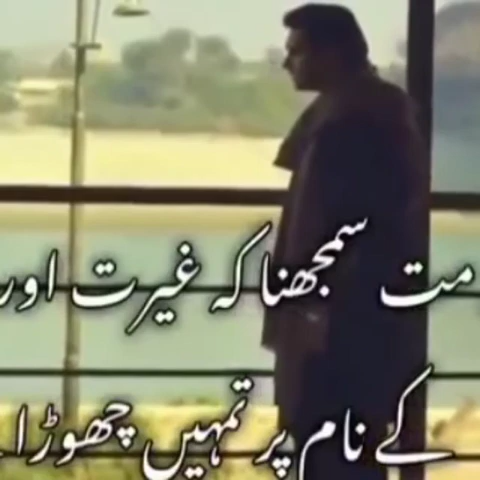 مت سمجھنا کہ غیرت اور
کے نام پر تمہیں چھوڑا